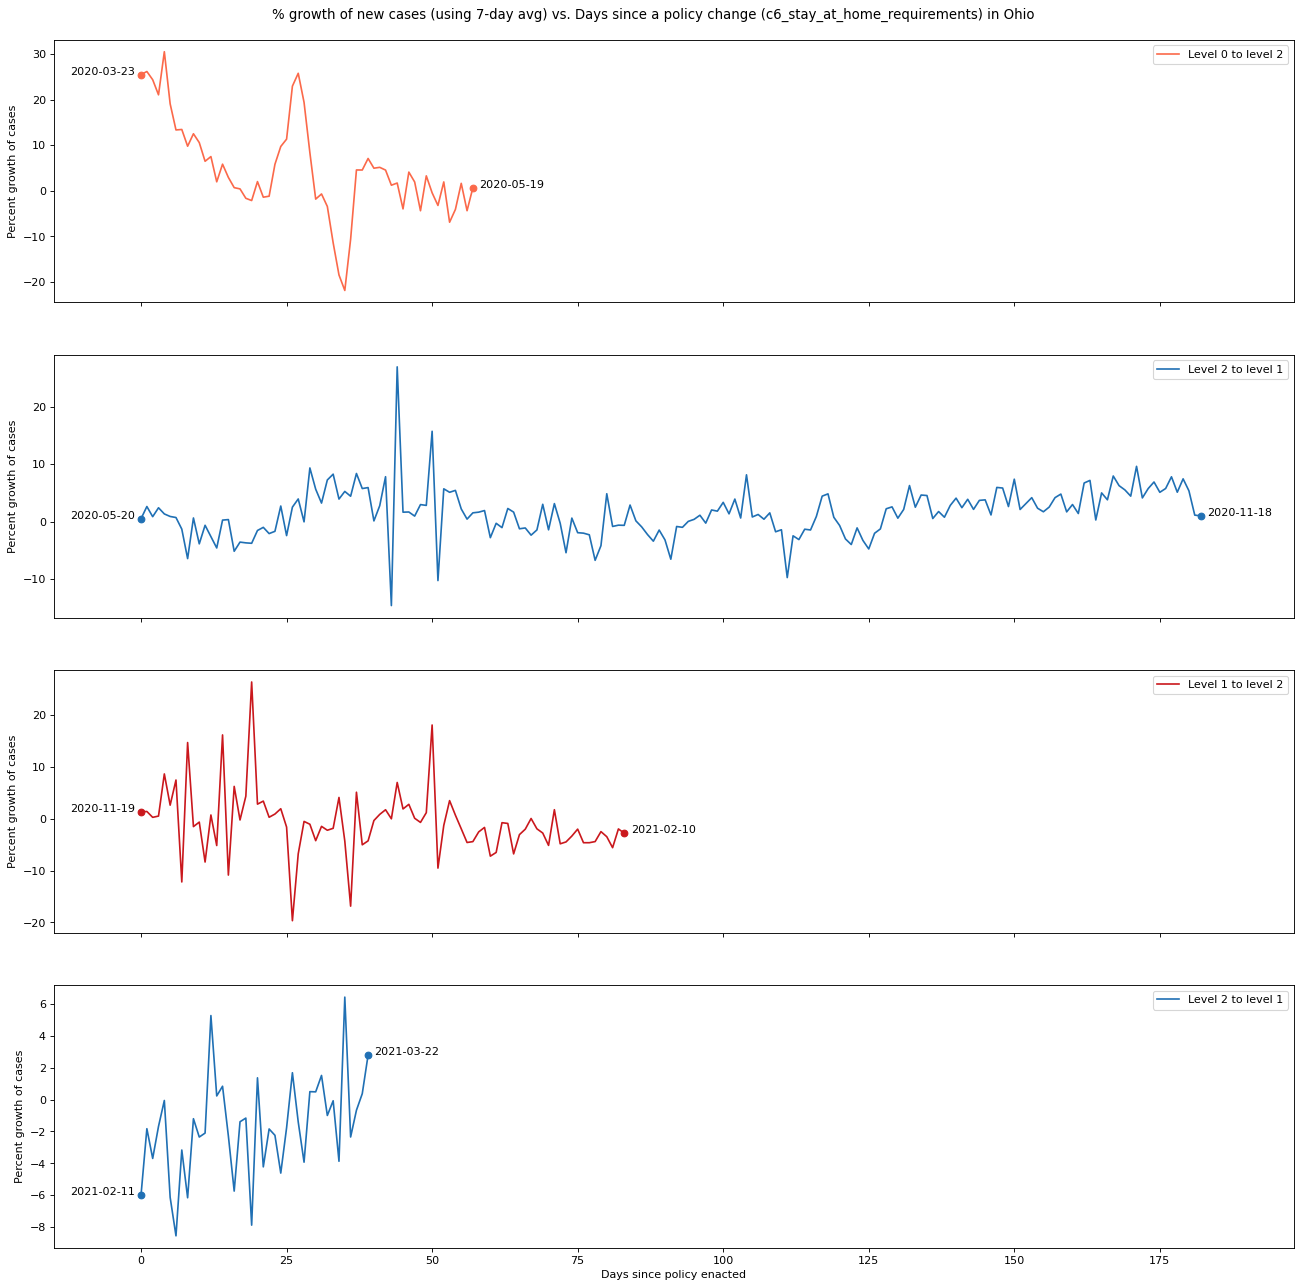 % growth of new cases (using 7-day avg) vs. Days since a policy change (c6_stay_at_home_requirements) in Ohio
Level 0 to level 2
30
20
10
0
−10
−20
Percent growth of cases
2020-03-23
2020-05-19
Level 2 to level 1
20
10
0
−10
Percent growth of cases
2020-05-20
2020-11-18
Level 1 to level 2
20
10
0
−10
−20
Percent growth of cases
2020-11-19
2021-02-10
Level 2 to level 1
6
4
2
0
−2
−4
−6
−8
Percent growth of cases
2021-03-22
2021-02-11
0 25 50 75 100 125 150 175
Days since policy enacted